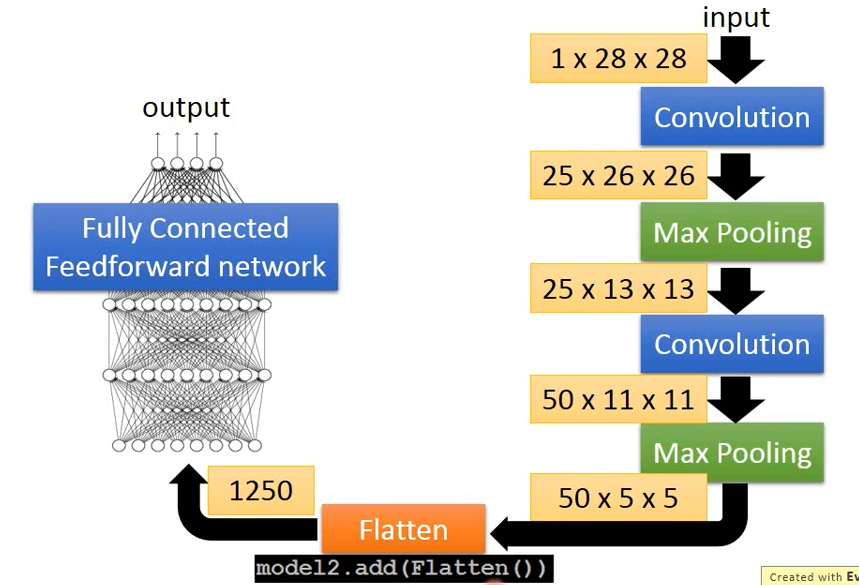 input
1 x 28 x 28
Convolution
25 x 26 x 26
Max Pooling
25 x 13 x 13
Convolution
50 x 11 x 11
Max Pooling
50 x 5 x 5
Flatten
model2.add(Flatten())
1250
Fully Connected
Feedforward network
output
Created with Ev